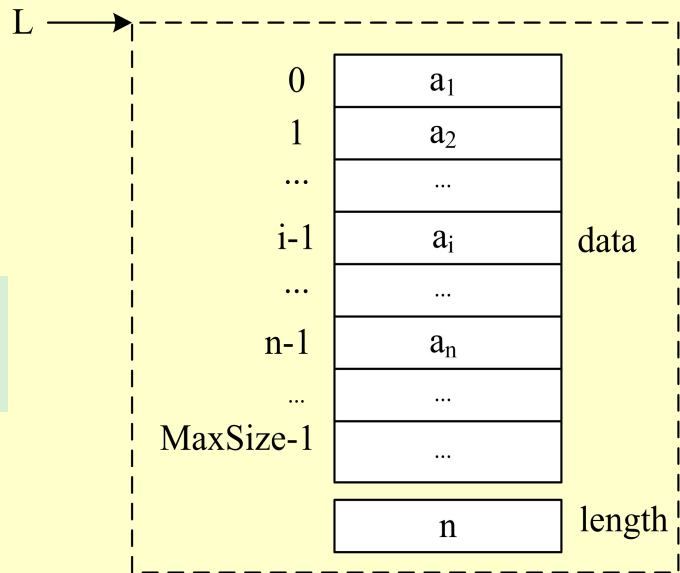 L
0 a₁
1 a₂
... ...
i-1 aᵢ data
... ...
n-1 aₙ
... ...
MaxSize-1 ...
n length